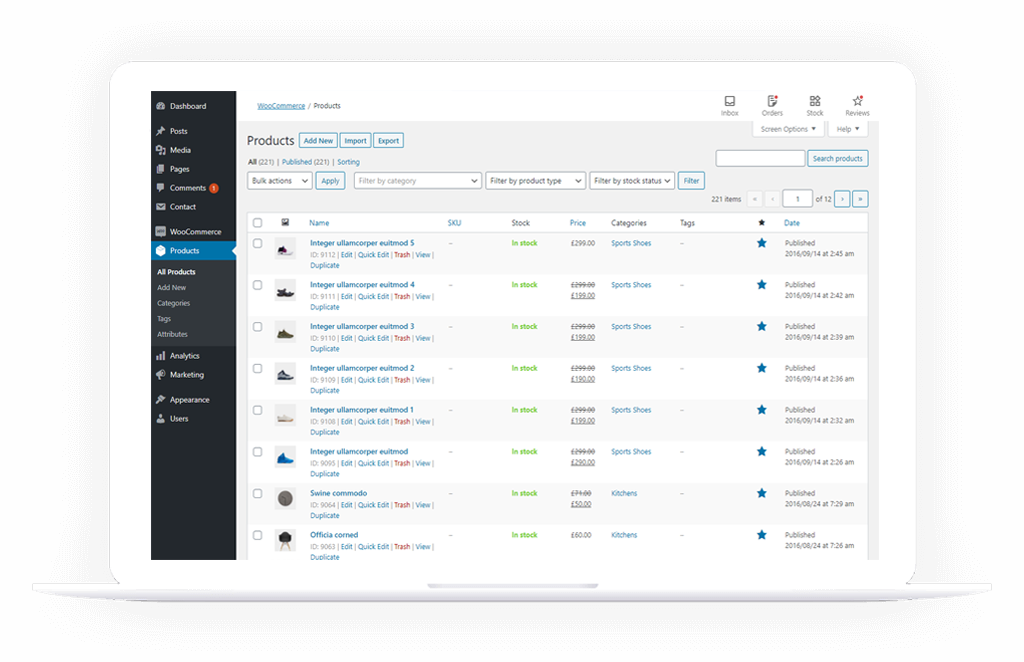 Dashboard
Posts
Media
Pages
Comments 1
Contact
WooCommerce
Products
All Products
Add New
Categories
Tags
Attributes
Analytics
Marketing
Appearance
Users
WooCommerce / Products
Inbox Orders Stock Reviews
Screen Options ▼ Help ▼
Products Add New Import Export
All (221) | Published (221) | Sorting
Search products
Bulk actions Apply Filter by category Filter by product type Filter by stock status Filter
221 items « ‹ 1 of 12 › »
Name SKU Stock Price Categories Tags ★ Date
Integer ullamcorper euitmod 5 – In stock £299.00 Sports Shoes – ★ Published
ID: 9112 | Edit | Quick Edit | Trash | View | 2016/09/14 at 2:45 am
Duplicate
Integer ullamcorper euitmod 4 – In stock £299.00 Sports Shoes – ★ Published
ID: 9111 | Edit | Quick Edit | Trash | View | £199.00 2016/09/14 at 2:42 am
Duplicate
Integer ullamcorper euitmod 3 – In stock £299.00 Sports Shoes – ★ Published
ID: 9110 | Edit | Quick Edit | Trash | View | £199.00 2016/09/14 at 2:39 am
Duplicate
Integer ullamcorper euitmod 2 – In stock £299.00 Sports Shoes – ★ Published
ID: 9109 | Edit | Quick Edit | Trash | View | £190.00 2016/09/14 at 2:36 am
Duplicate
Integer ullamcorper euitmod 1 – In stock £299.00 Sports Shoes – ★ Published
ID: 9108 | Edit | Quick Edit | Trash | View | £199.00 2016/09/14 at 2:32 am
Duplicate
Integer ullamcorper euitmod – In stock £299.00 Sports Shoes – ★ Published
ID: 9095 | Edit | Quick Edit | Trash | View | £290.00 2016/09/14 at 2:26 am
Duplicate
Swine commodo – In stock £71.00 Kitchens – ★ Published
ID: 9064 | Edit | Quick Edit | Trash | View | £50.00 2016/08/24 at 7:29 am
Duplicate
Officia corned – In stock £60.00 Kitchens – ★ Published
ID: 9063 | Edit | Quick Edit | Trash | View | 2016/08/24 at 7:26 am
Duplicate